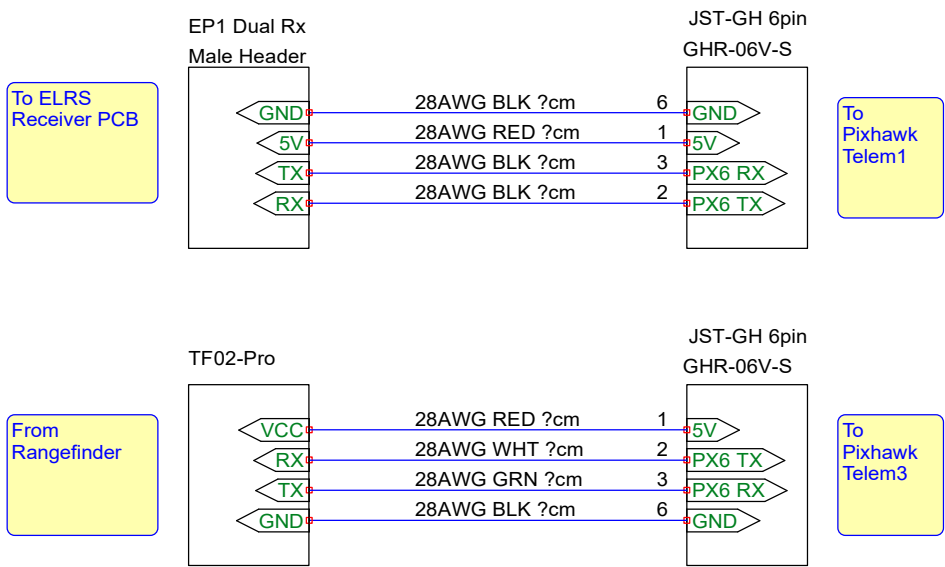 EP1 Dual Rx
Male Header
JST-GH 6pin
GHR-06V-S
To ELRS
Receiver PCB
GND 28AWG BLK ?cm 6 GND
5V 28AWG RED ?cm 1 5V
TX 28AWG BLK ?cm 3 PX6 RX
RX 28AWG BLK ?cm 2 PX6 TX
To
Pixhawk
Telem1
TF02-Pro
JST-GH 6pin
GHR-06V-S
From
Rangefinder
VCC 28AWG RED ?cm 1 5V
RX 28AWG WHT ?cm 2 PX6 TX
TX 28AWG GRN ?cm 3 PX6 RX
GND 28AWG BLK ?cm 6 GND
To
Pixhawk
Telem3